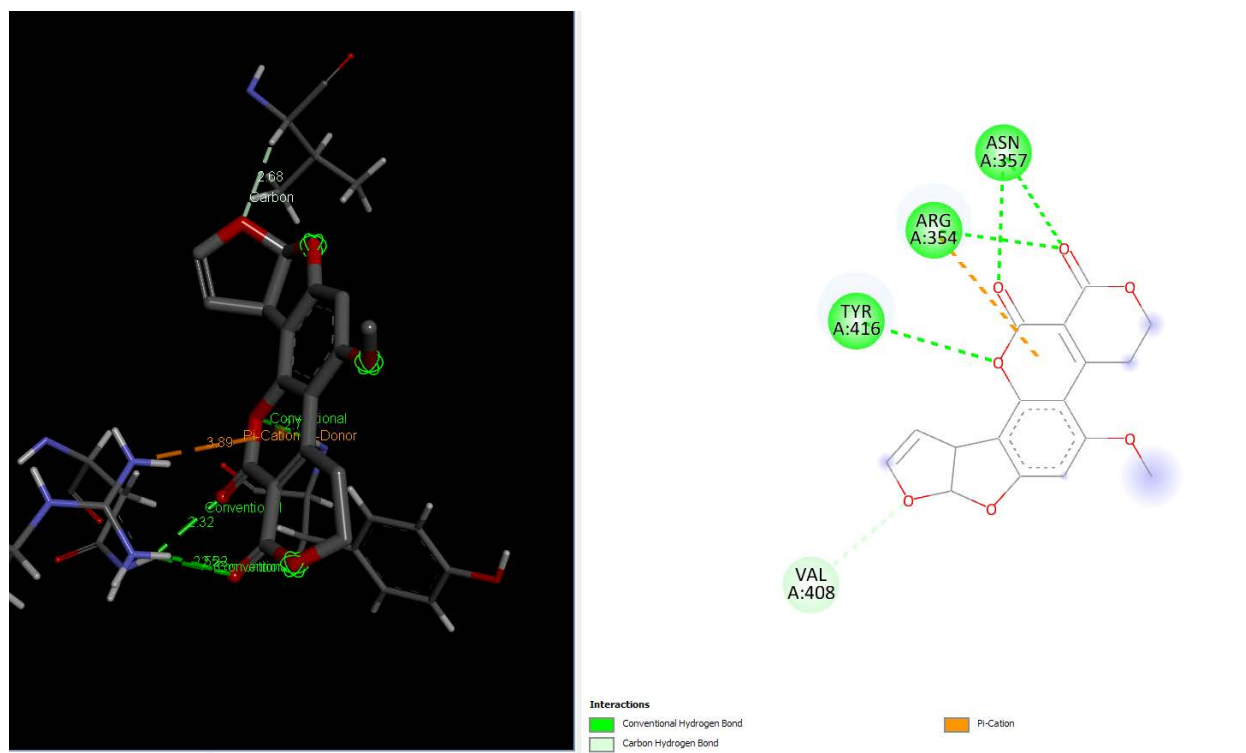 2.68
Carbon
Conventional
Pi-Cation
-Donor
3.89
Conventional
2.32
ASN
A:357
ARG
A:354
TYR
A:416
VAL
A:408
Interactions
Conventional Hydrogen Bond
Carbon Hydrogen Bond
Pi-Cation